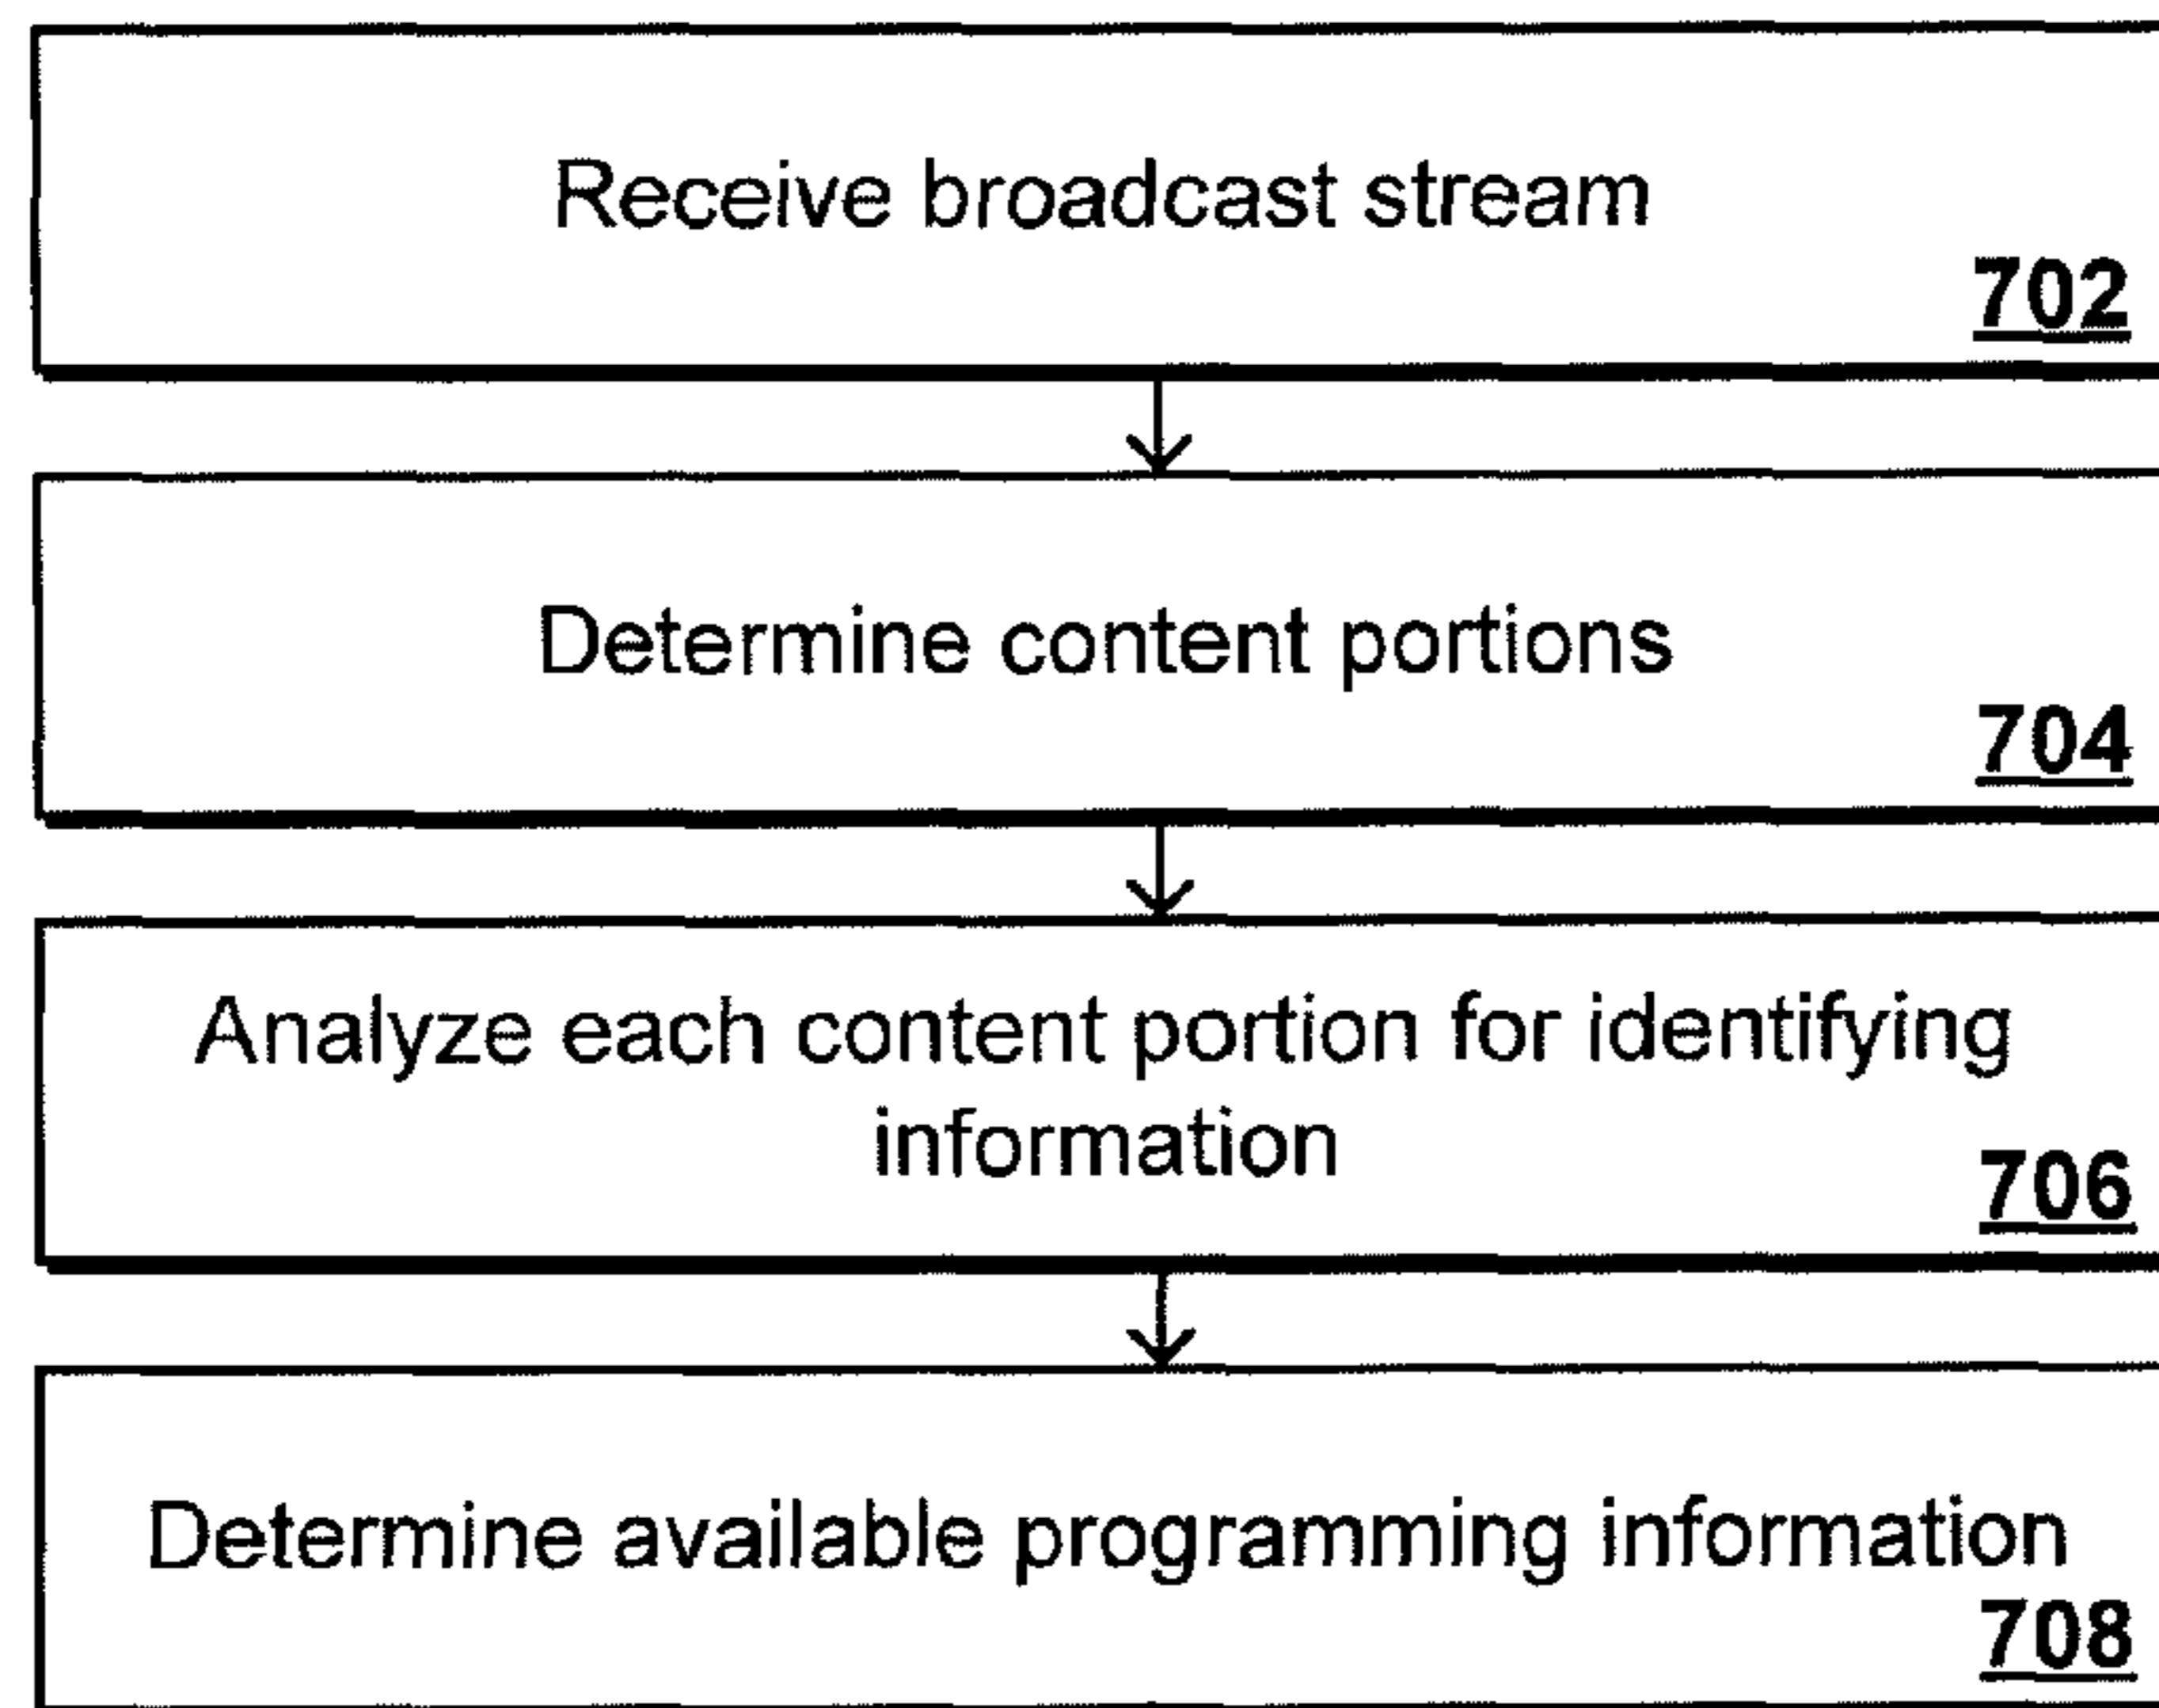 Receive broadcast stream
702
Determine content portions
704
Analyze each content portion for identifying
information
706
Determine available programming information
708